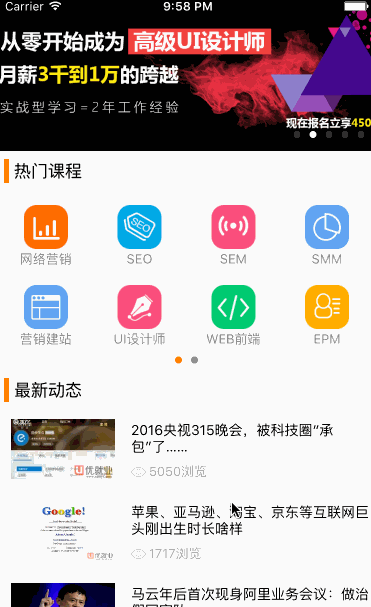 Carrier 9:58 PM
从零开始成为 高级UI设计师
月薪3千到1万的跨越
实战型学习=2年工作经验
现在报名立享450
热门课程
网络营销 SEO SEM SMM
营销建站 UI设计师 WEB前端 EPM
最新动态
2016央视315晚会，被科技圈“承
包”了……
5050浏览
优就业
苹果、亚马逊、淘宝、京东等互联网巨
头刚出生时长啥样
1717浏览
Google!
优就业
马云年后首次现身阿里业务会议：做治